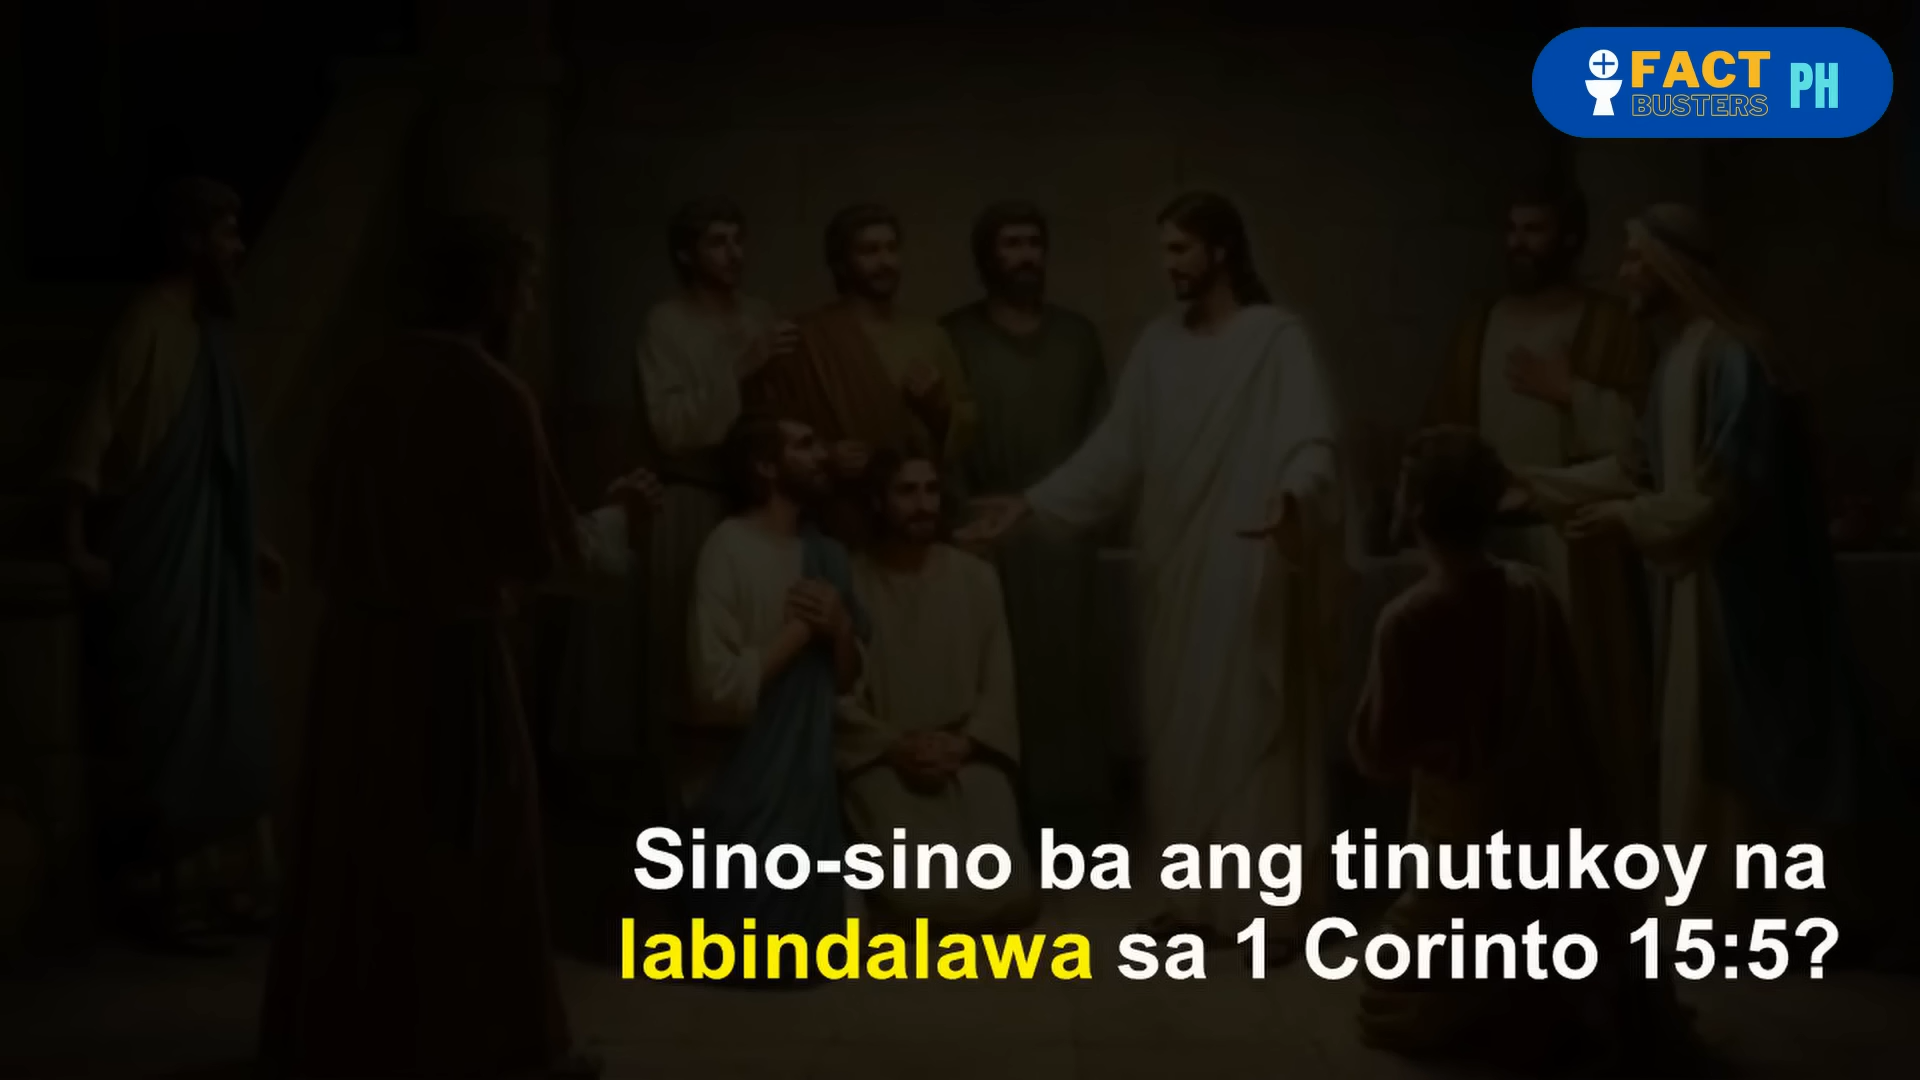 FACT
BUSTERS PH
Sino-sino ba ang tinutukoy na
labindalawa sa 1 Corinto 15:5?